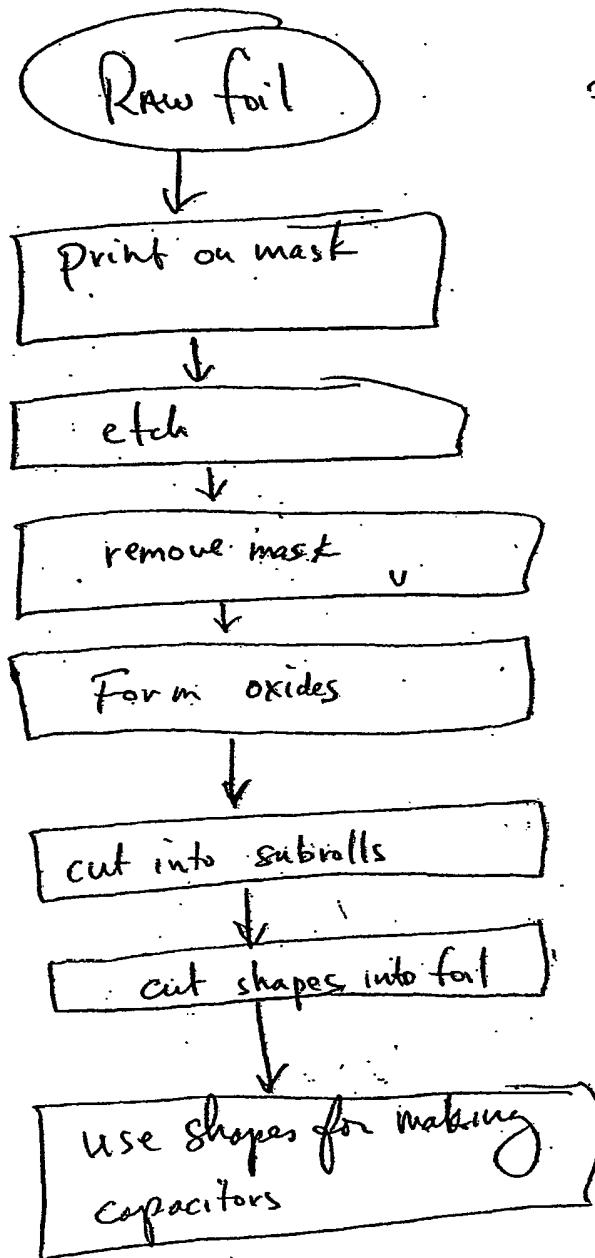 RAW foil
print on mask
etch
remove mask
Form oxides
cut into subrolls
cut shapes into foil
use shapes for making
capacitors